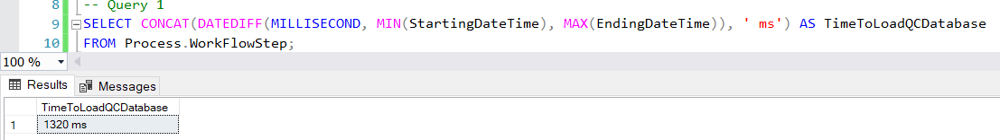 8 -- Query 1
9 SELECT CONCAT(DATEDIFF(MILLISECOND, MIN(StartingDateTime), MAX(EndingDateTime)), ' ms') AS TimeToLoadQCDatabase
10 FROM Process.WorkFlowStep;
100 %
Results Messages
TimeToLoadQCDatabase
1 1320 ms